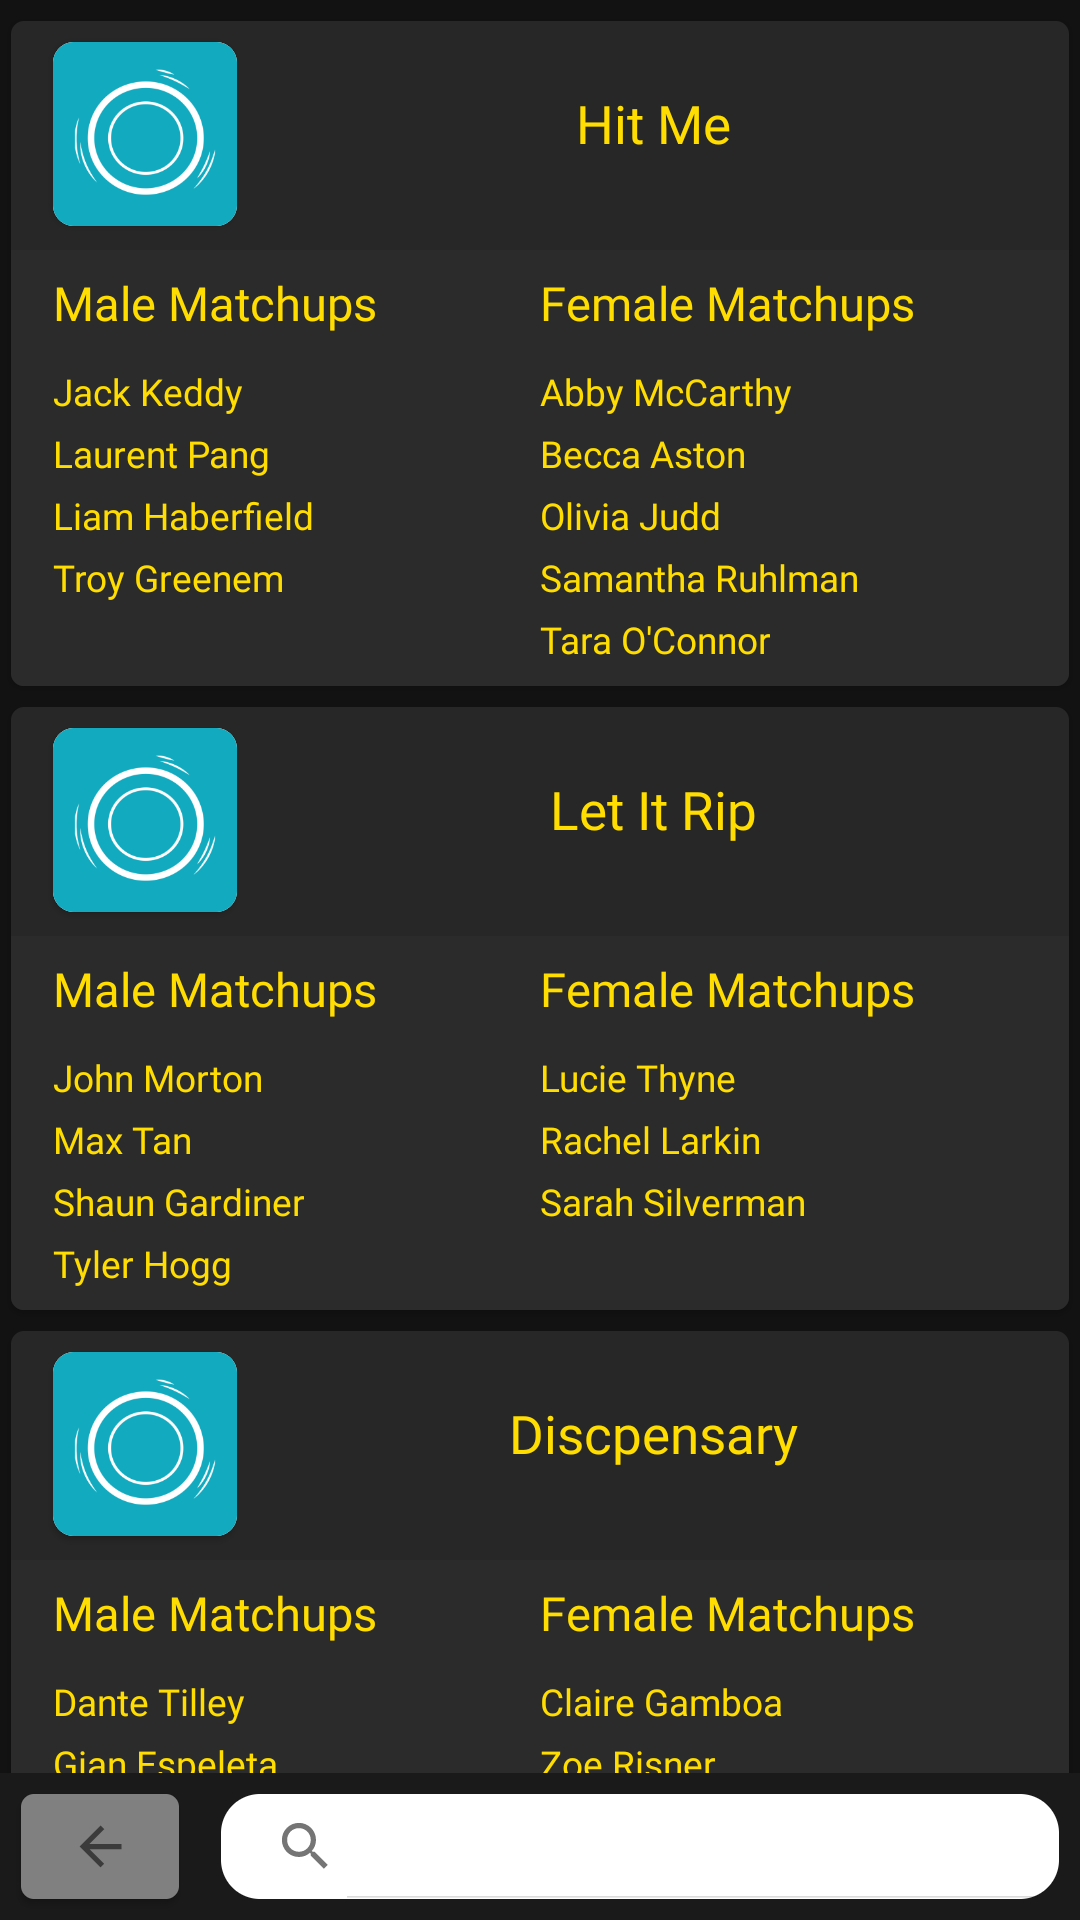 Hit Me
Male Matchups
Female Matchups
Jack Keddy
Abby McCarthy
Laurent Pang
Becca Aston
Liam Haberfield
Olivia Judd
Troy Greenem
Samantha Ruhlman
Tara O'Connor
Let It Rip
Male Matchups
Female Matchups
John Morton
Lucie Thyne
Max Tan
Rachel Larkin
Shaun Gardiner
Sarah Silverman
Tyler Hogg
Discpensary
Male Matchups
Female Matchups
Dante Tilley
Claire Gamboa
Gian Espeleta
Zoe Risner